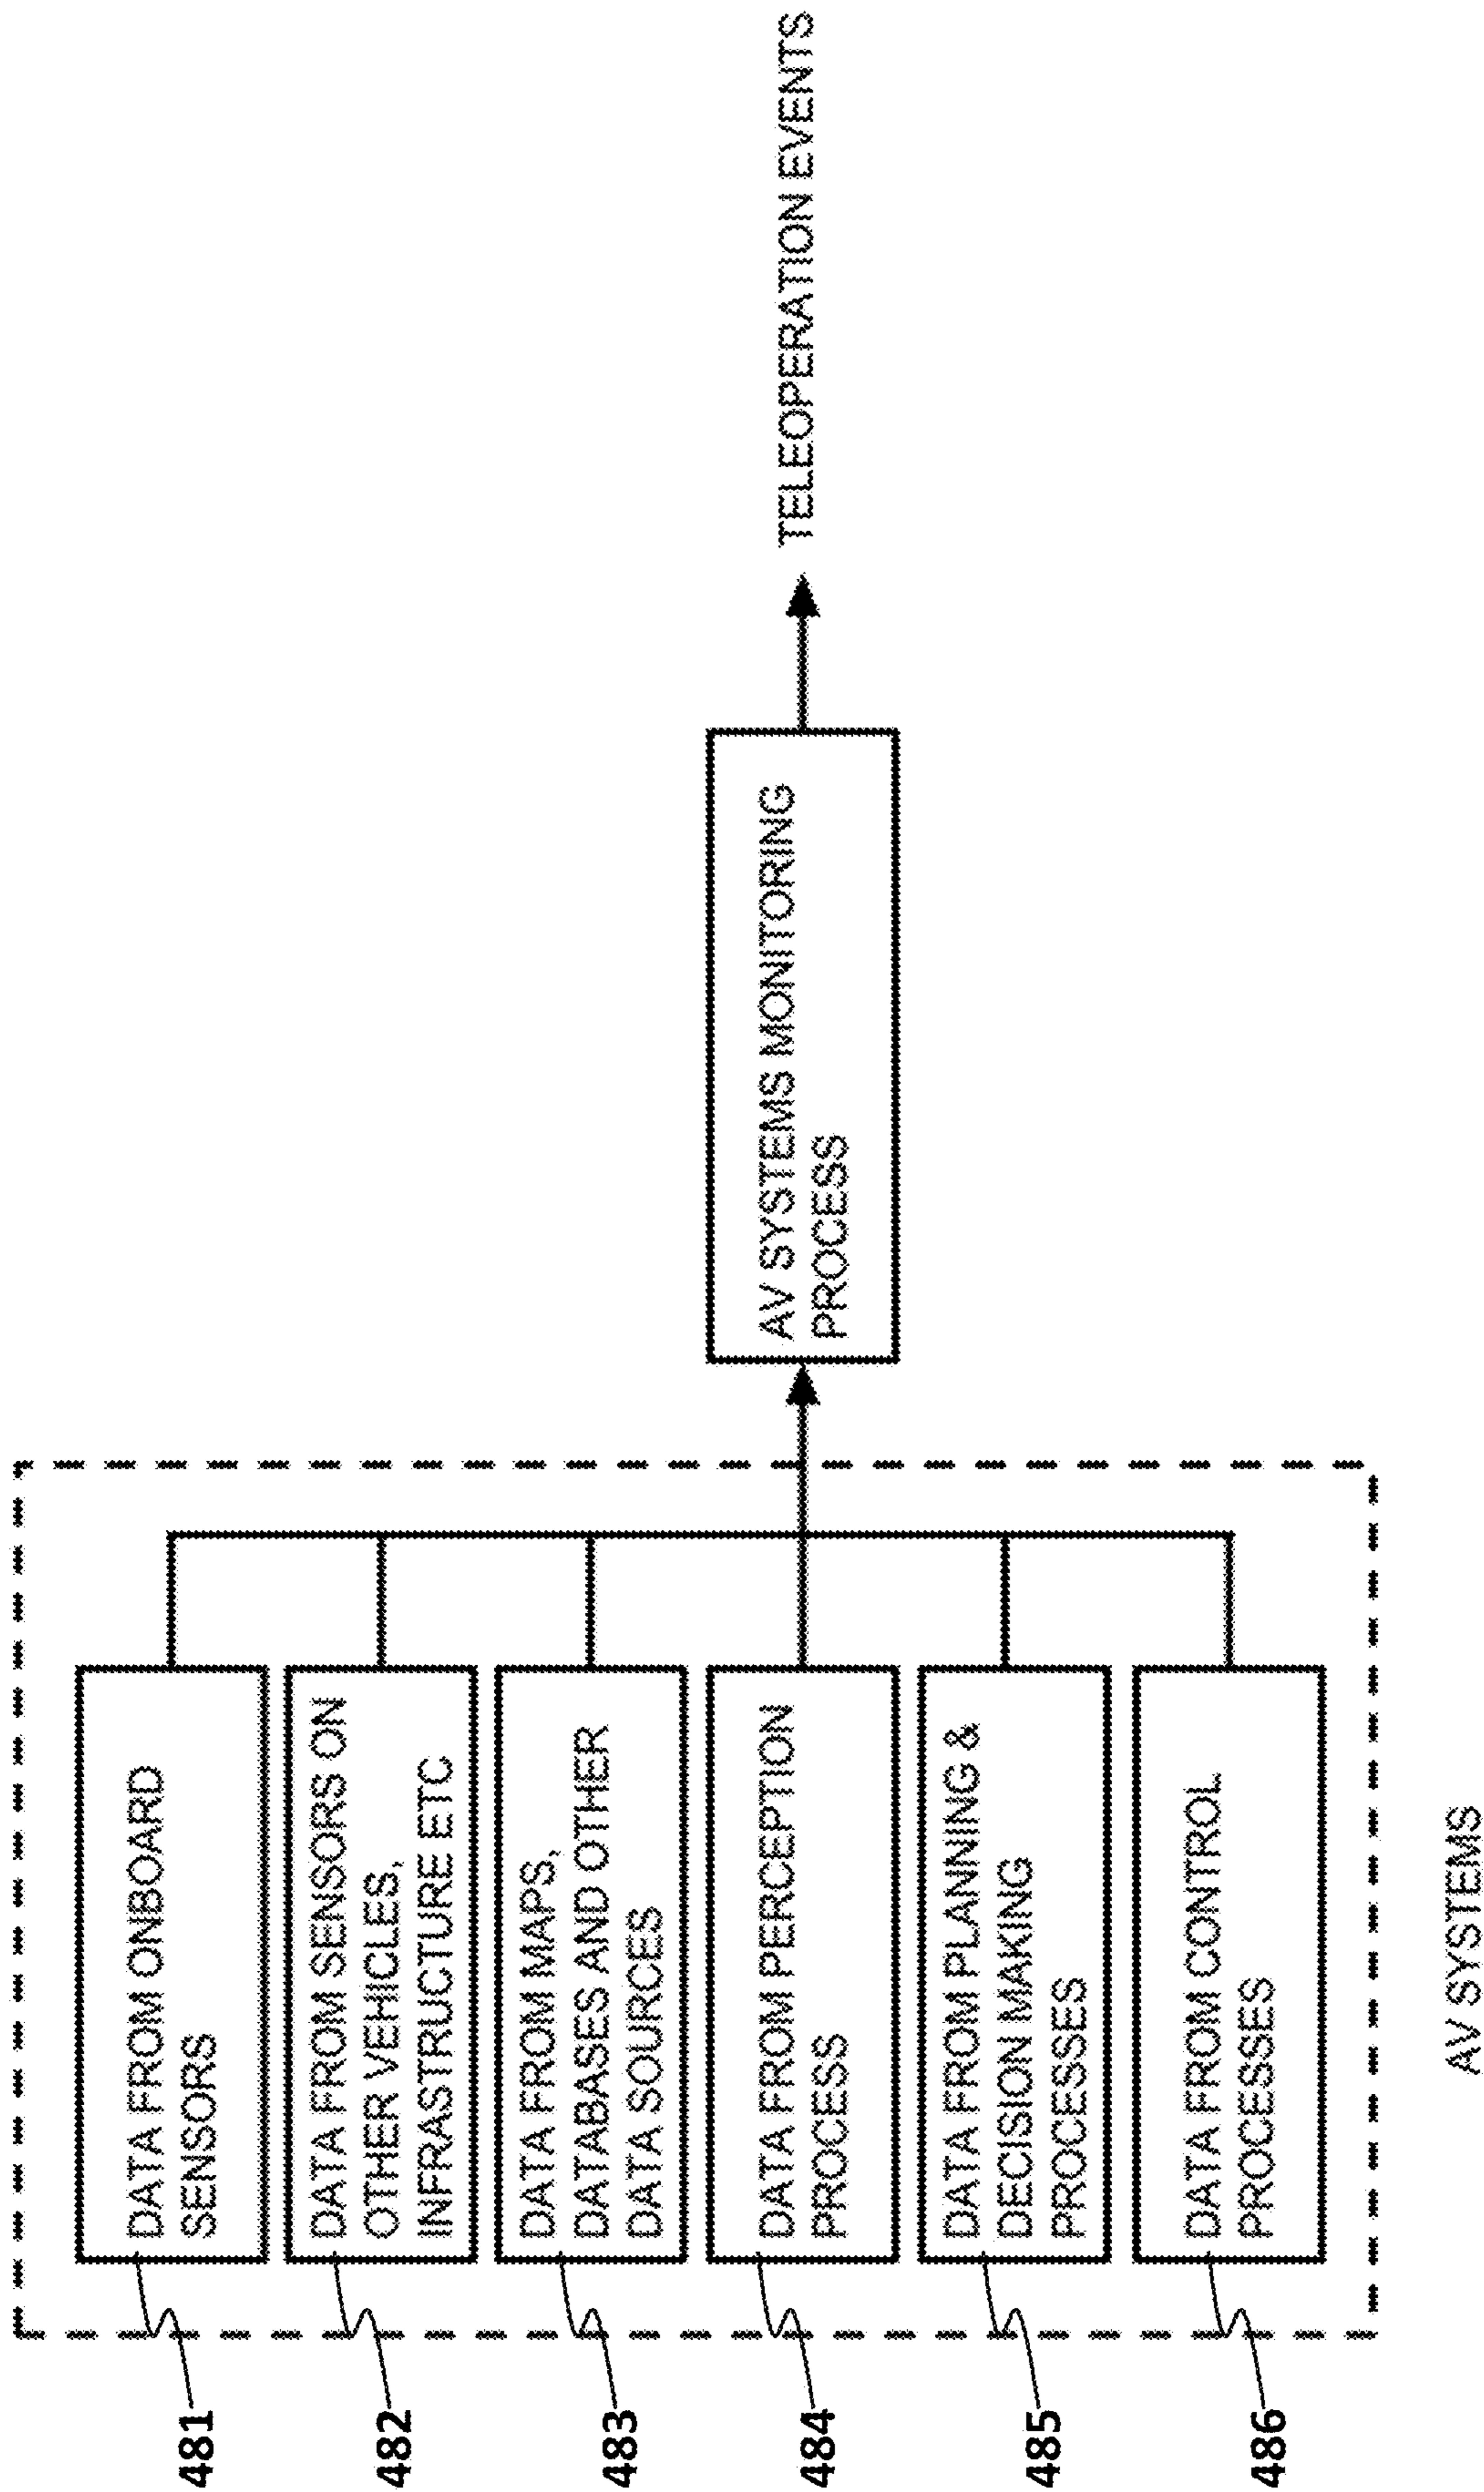 481
DATA FROM ONBOARD
SENSORS
482
DATA FROM SENSORS ON
OTHER VEHICLES,
INFRASTRUCTURE ETC
483
DATA FROM MAPS,
DATABASES AND OTHER
DATA SOURCES
484
DATA FROM PERCEPTION
PROCESS
485
DATA FROM PLANNING &
DECISION MAKING
PROCESSES
486
DATA FROM CONTROL
PROCESSES
AV SYSTEMS
AV SYSTEMS MONITORING
PROCESS
TELEOPERATION EVENTS